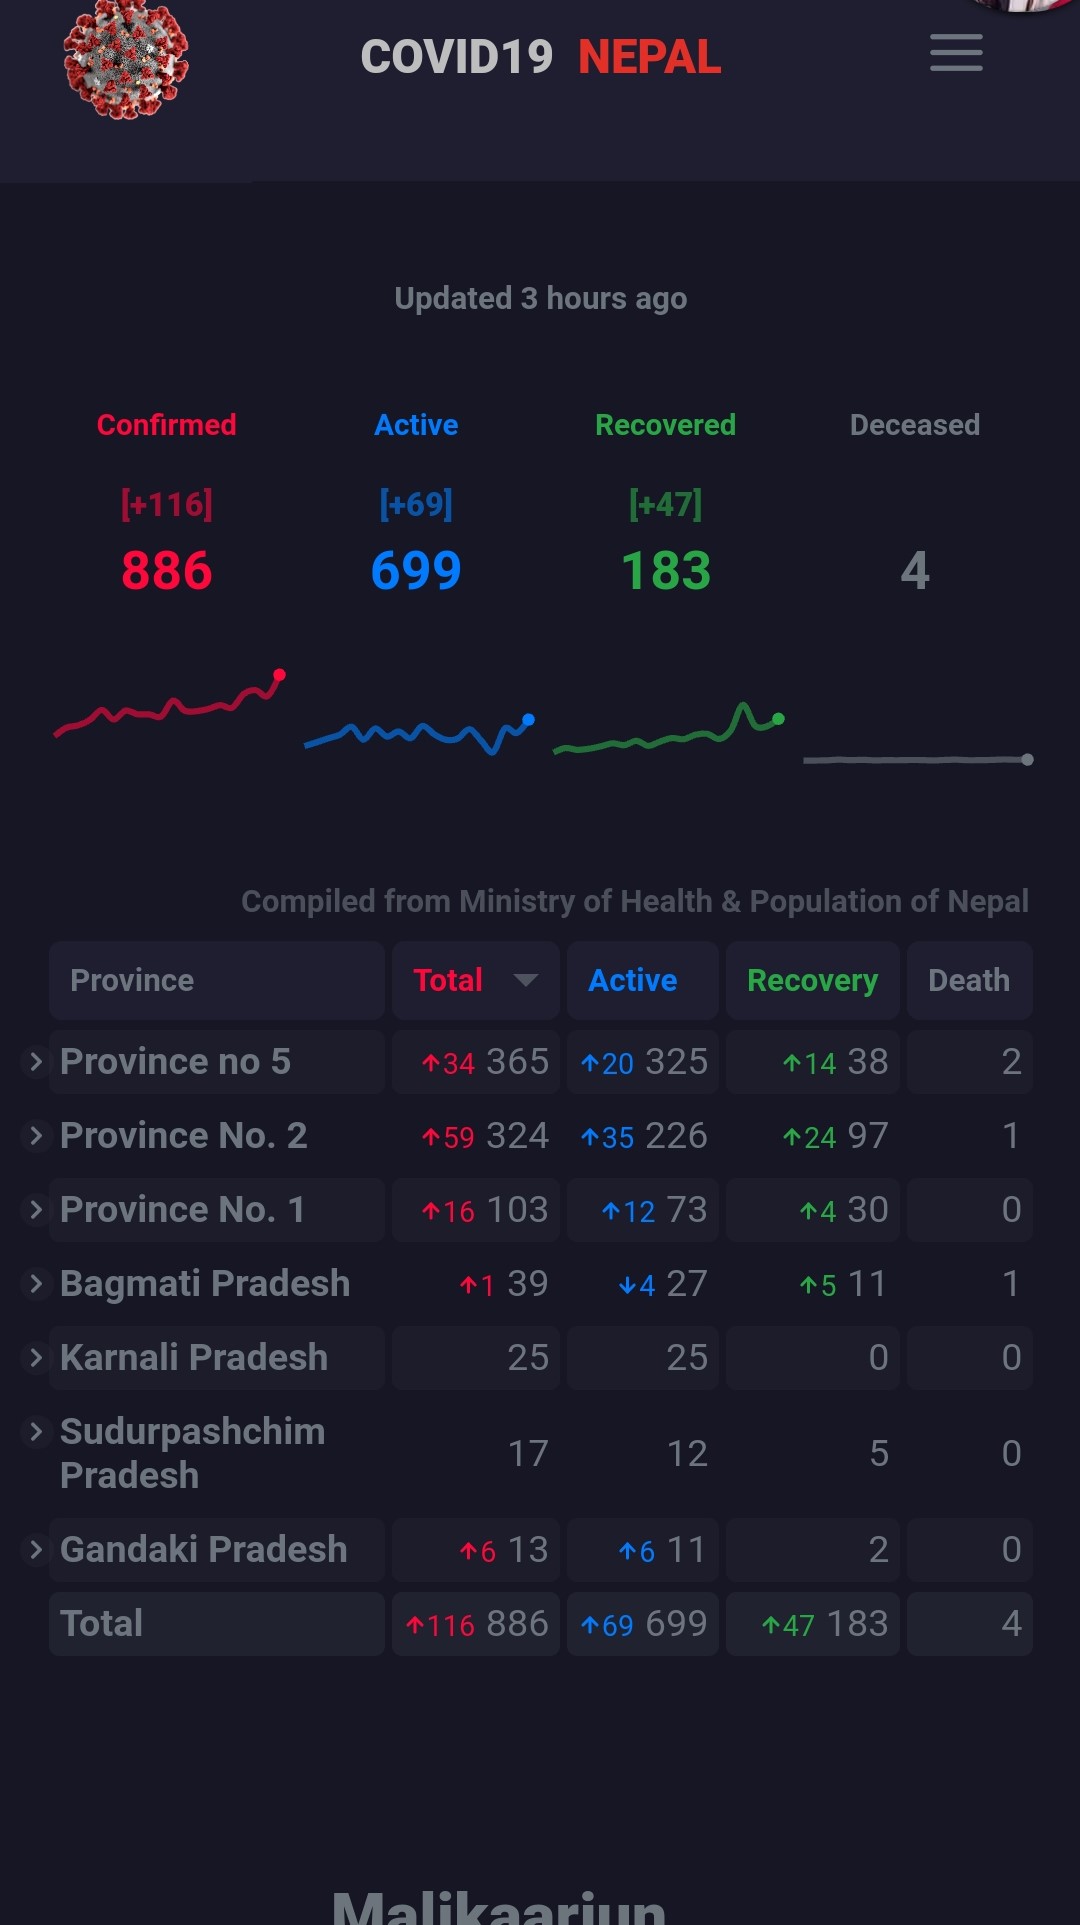 COVID19 NEPAL
Updated 3 hours ago
Confirmed Active Recovered Deceased
[+116] [+69] [+47]
886 699 183 4
Compiled from Ministry of Health & Population of Nepal
Province Total Active Recovery Death
Province no 5 ↑34 365 ↑20 325 ↑14 38 2
Province No. 2 ↑59 324 ↑35 226 ↑24 97 1
Province No. 1 ↑16 103 ↑12 73 ↑4 30 0
Bagmati Pradesh ↑1 39 ↓4 27 ↑5 11 1
Karnali Pradesh 25 25 0 0
Sudurpashchim
Pradesh 17 12 5 0
Gandaki Pradesh ↑6 13 ↑6 11 2 0
Total ↑116 886 ↑69 699 ↑47 183 4